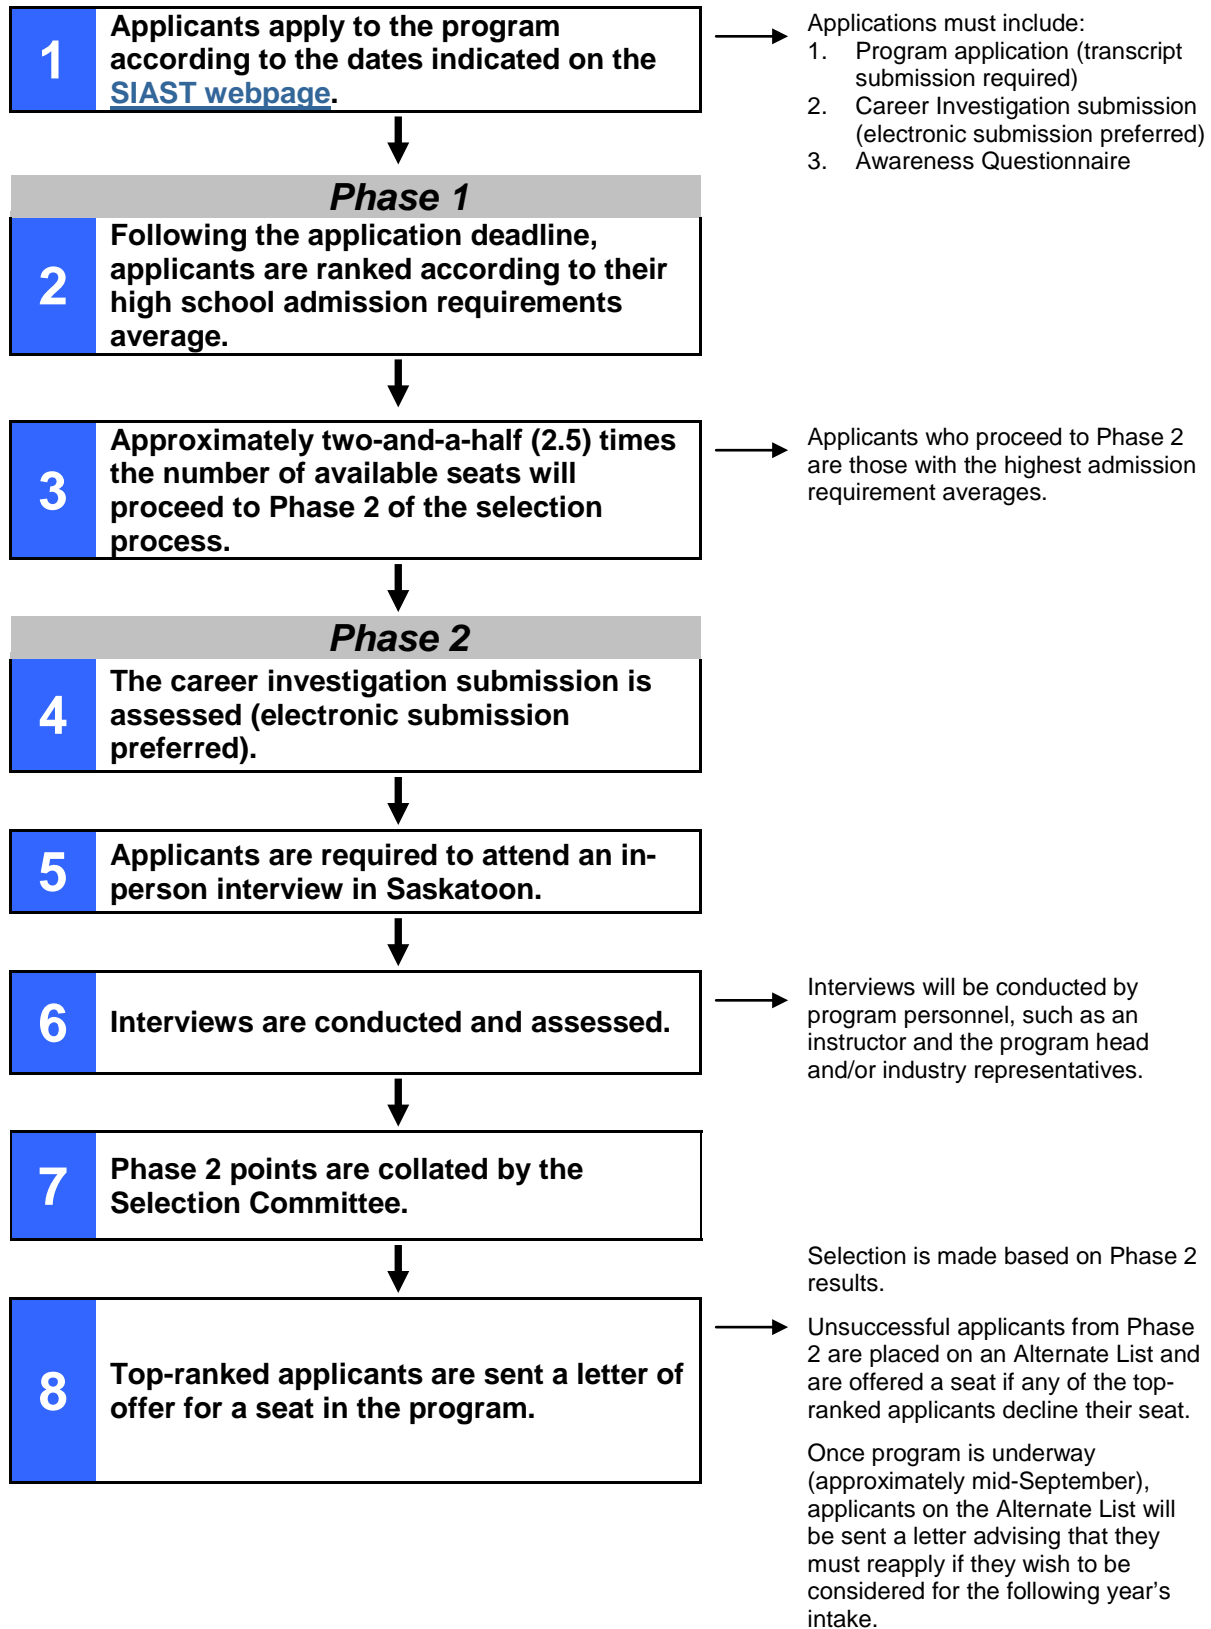 1
Applicants apply to the program
according to the dates indicated on the
SIAST webpage.
Applications must include:
1. Program application (transcript
submission required)
2. Career Investigation submission
(electronic submission preferred)
3. Awareness Questionnaire
Phase 1
2
Following the application deadline,
applicants are ranked according to their
high school admission requirements
average.
3
Approximately two-and-a-half (2.5) times
the number of available seats will
proceed to Phase 2 of the selection
process.
Applicants who proceed to Phase 2
are those with the highest admission
requirement averages.
Phase 2
4
The career investigation submission is
assessed (electronic submission
preferred).
5
Applicants are required to attend an in-
person interview in Saskatoon.
6
Interviews are conducted and assessed.
Interviews will be conducted by
program personnel, such as an
instructor and the program head
and/or industry representatives.
7
Phase 2 points are collated by the
Selection Committee.
8
Top-ranked applicants are sent a letter of
offer for a seat in the program.
Selection is made based on Phase 2
results.
Unsuccessful applicants from Phase
2 are placed on an Alternate List and
are offered a seat if any of the top-
ranked applicants decline their seat.
Once program is underway
(approximately mid-September),
applicants on the Alternate List will
be sent a letter advising that they
must reapply if they wish to be
considered for the following year's
intake.